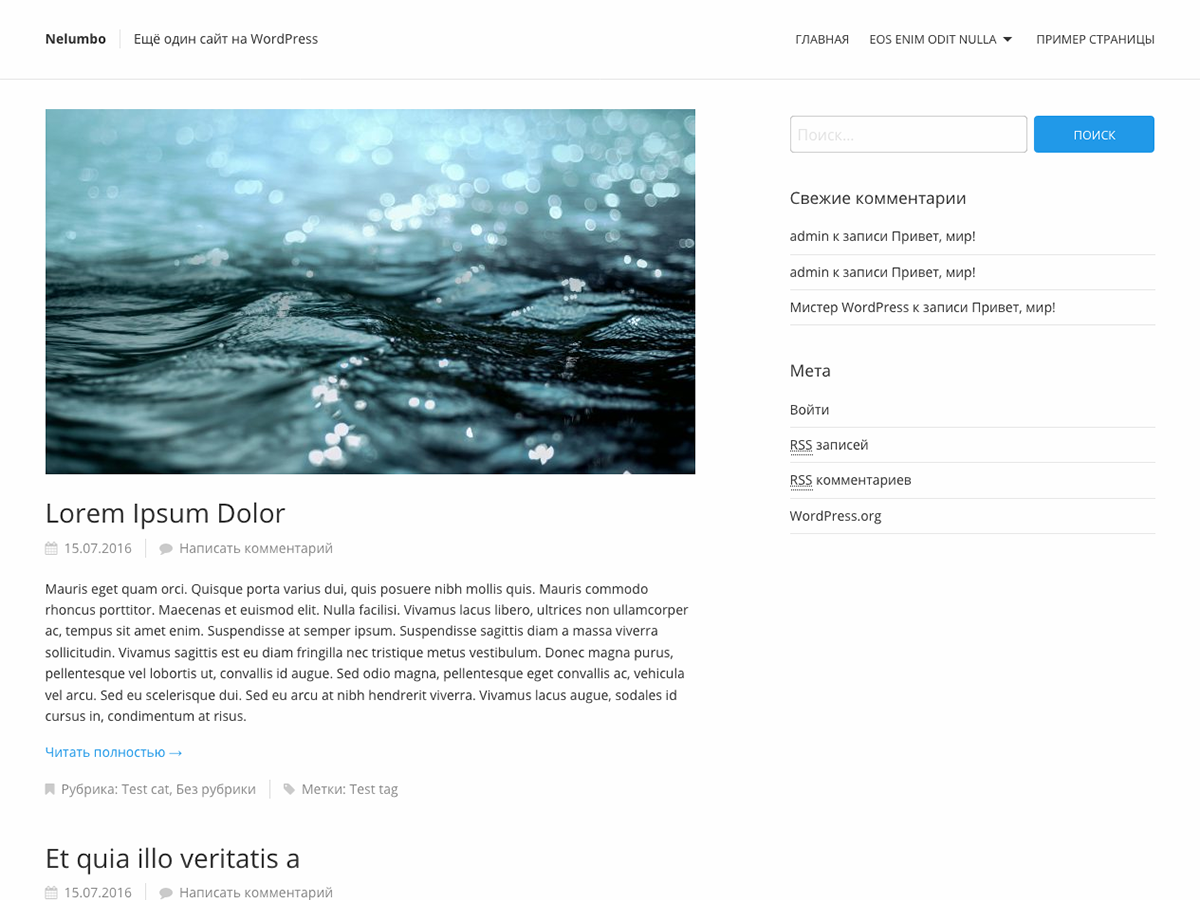 Nelumbo
Ещё один сайт на WordPress
ГЛАВНАЯ
EOS ENIM ODIT NULLA
ПРИМЕР СТРАНИЦЫ
Lorem Ipsum Dolor
15.07.2016
Написать комментарий
Mauris eget quam orci. Quisque porta varius dui, quis posuere nibh mollis quis. Mauris commodo
rhoncus porttitor. Maecenas et euismod elit. Nulla facilisi. Vivamus lacus libero, ultrices non ullamcorper
ac, tempus sit amet enim. Suspendisse at semper ipsum. Suspendisse sagittis diam a massa viverra
sollicitudin. Vivamus sagittis est eu diam fringilla nec tristique metus vestibulum. Donec magna purus,
pellentesque vel lobortis ut, convallis id augue. Sed odio magna, pellentesque eget convallis ac, vehicula
vel arcu. Sed eu scelerisque dui. Sed eu arcu at nibh hendrerit viverra. Vivamus lacus augue, sodales id
cursus in, condimentum at risus.
Читать полностью →
Рубрика: Test cat, Без рубрики
Метки: Test tag
Et quia illo veritatis a
15.07.2016
Написать комментарий
Поиск...
ПОИСК
Свежие комментарии
admin к записи Привет, мир!
admin к записи Привет, мир!
Мистер WordPress к записи Привет, мир!
Мета
Войти
RSS записей
RSS комментариев
WordPress.org